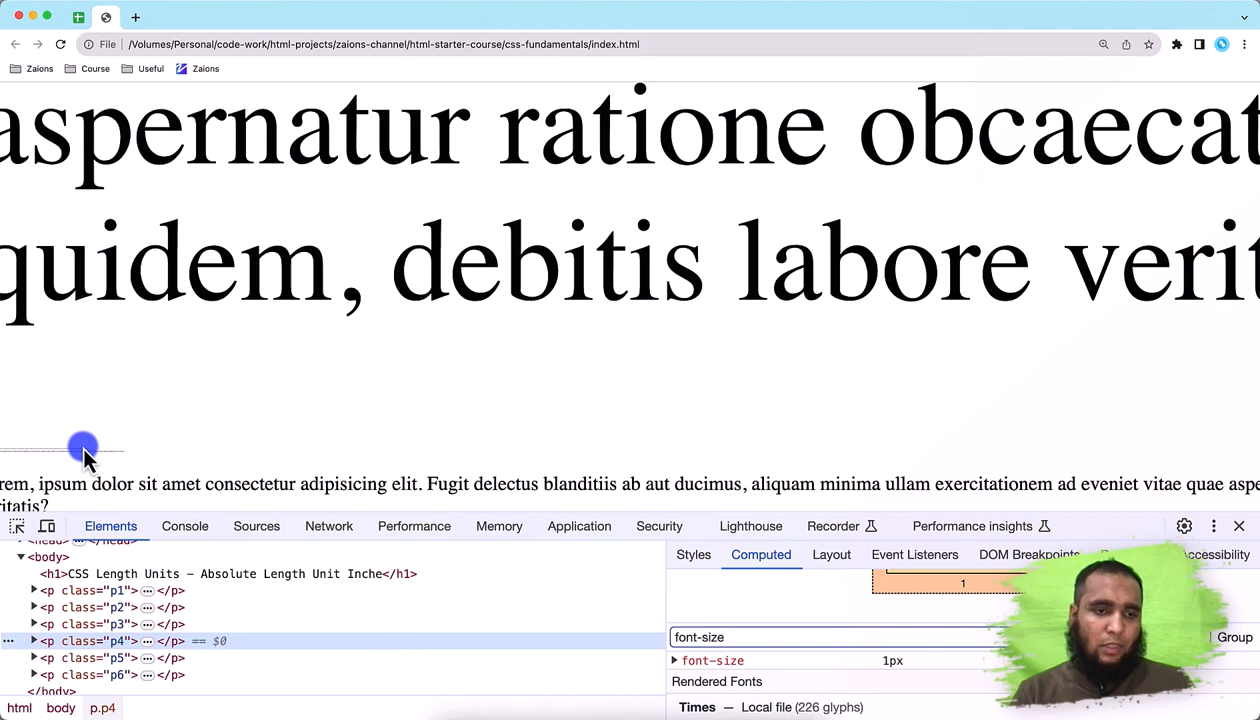 File | /Volumes/Personal/code-work/html-projects/zaions-channel/html-starter-course/css-fundamentals/index.html
Zaions Course Useful Zaions
aspernatur ratione obcaecat
quidem, debitis labore verit
rem, ipsum dolor sit amet consectetur adipisicing elit. Fugit delectus blanditiis ab aut ducimus, aliquam minima ullam exercitationem ad eveniet vitae quae aspe
ritatis?
Elements Console Sources Network Performance Memory Application Security Lighthouse Recorder Performance insights
<head> … </head>
<body>
<h1>CSS Length Units – Absolute Length Unit Inche</h1>
<p class="p1"> … </p>
<p class="p2"> … </p>
<p class="p3"> … </p>
<p class="p4"> … </p> == $0
<p class="p5"> … </p>
<p class="p6"> … </p>
</body>
html body p.p4
Styles Computed Layout Event Listeners DOM Breakpoints ccessibility
1
font-size Group
font-size 1px
Rendered Fonts
Times — Local file (226 glyphs)